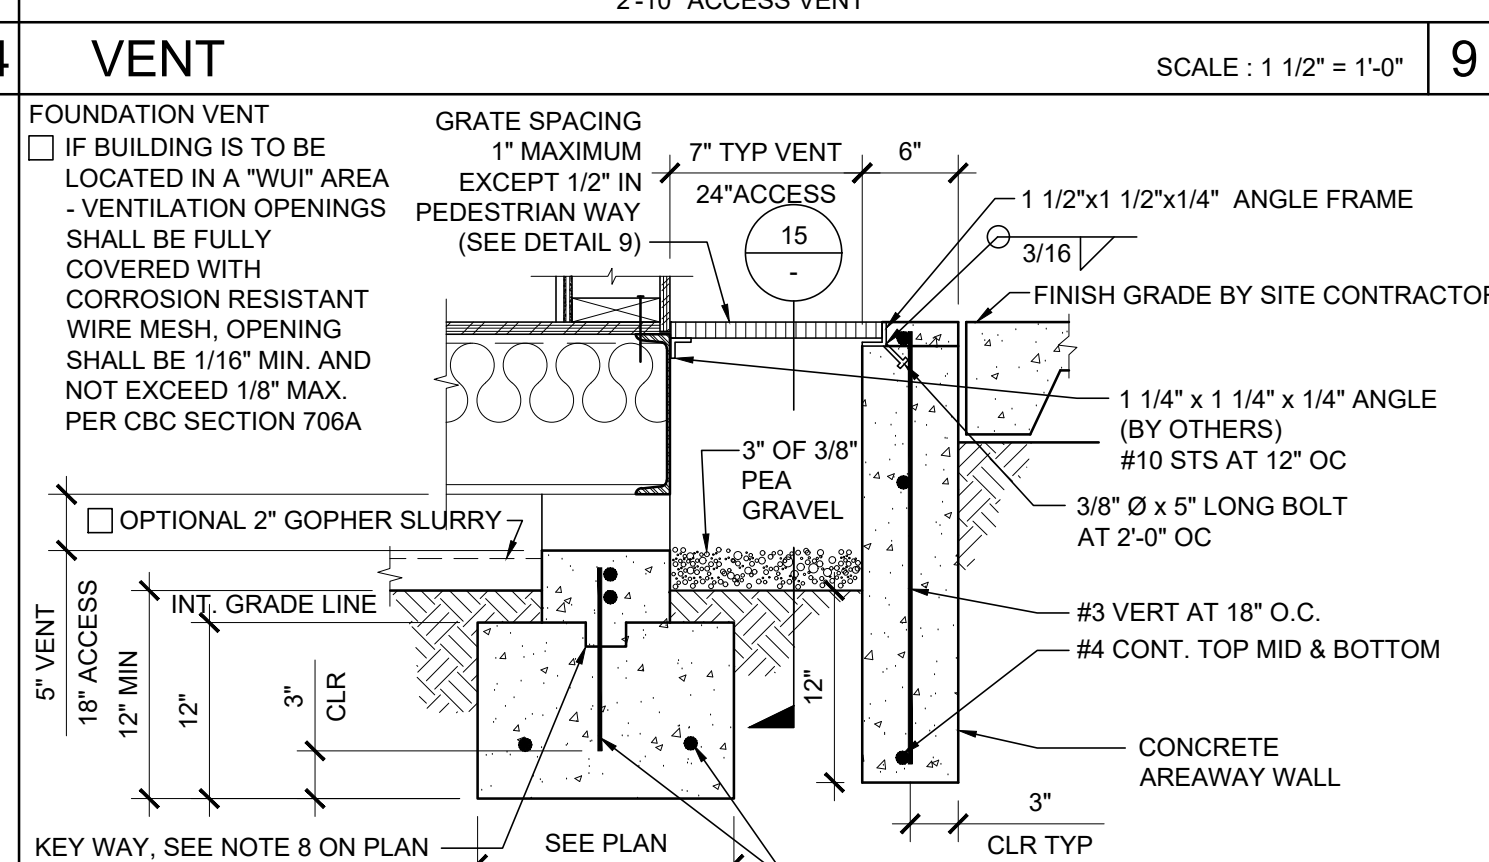 2'-10" ACCESS VENT
4
VENT
SCALE : 1 1/2" = 1'-0"
9
FOUNDATION VENT
IF BUILDING IS TO BE
LOCATED IN A "WUI" AREA
- VENTILATION OPENINGS
SHALL BE FULLY
COVERED WITH
CORROSION RESISTANT
WIRE MESH, OPENING
SHALL BE 1/16" MIN. AND
NOT EXCEED 1/8" MAX.
PER CBC SECTION 706A
GRATE SPACING
1" MAXIMUM
EXCEPT 1/2" IN
PEDESTRIAN WAY
(SEE DETAIL 9)
7" TYP VENT
24"ACCESS
6"
15
-
1 1/2"x1 1/2"x1/4" ANGLE FRAME
3/16
FINISH GRADE BY SITE CONTRACTOR
1 1/4" x 1 1/4" x 1/4" ANGLE
(BY OTHERS)
#10 STS AT 12" OC
3" OF 3/8"
PEA
GRAVEL
3/8" Ø x 5" LONG BOLT
AT 2'-0" OC
OPTIONAL 2" GOPHER SLURRY
INT. GRADE LINE
5" VENT
18" ACCESS
12" MIN
12"
3"
CLR
12"
#3 VERT AT 18" O.C.
#4 CONT. TOP MID & BOTTOM
CONCRETE
AREAWAY WALL
3"
CLR TYP
KEY WAY, SEE NOTE 8 ON PLAN
SEE PLAN